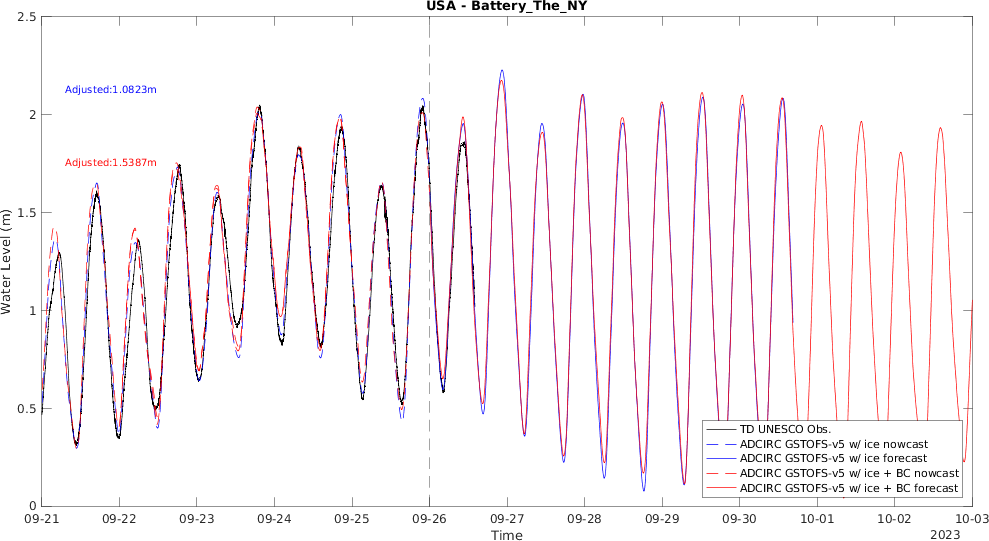 USA - Battery_The_NY
2.5
2
1.5
1
0.5
0
Water Level (m)
Adjusted:1.0823m
Adjusted:1.5387m
TD UNESCO Obs.
ADCIRC GSTOFS-v5 w/ ice nowcast
ADCIRC GSTOFS-v5 w/ ice forecast
ADCIRC GSTOFS-v5 w/ ice + BC nowcast
ADCIRC GSTOFS-v5 w/ ice + BC forecast
09-21 09-22 09-23 09-24 09-25 09-26 09-27 09-28 09-29 09-30 10-01 10-02 10-03
Time
2023